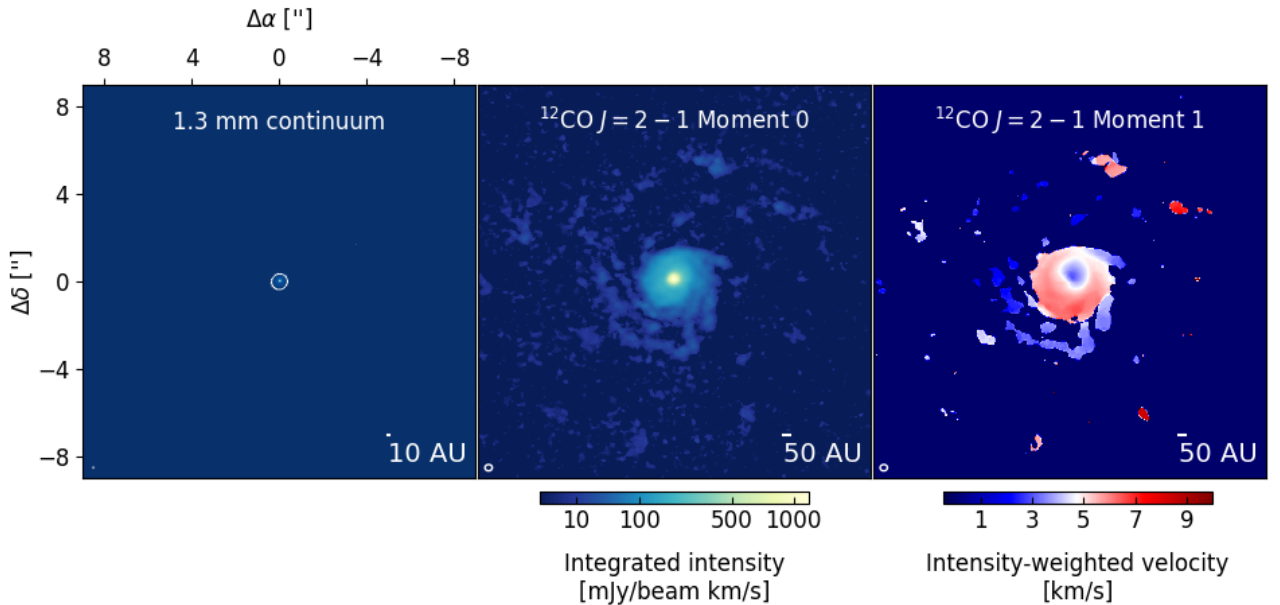 Δα ["]
8 4 0 −4 −8
1.3 mm continuum
¹²CO J = 2 − 1 Moment 0
¹²CO J = 2 − 1 Moment 1
8
4
0
−4
−8
Δδ ["]
10 AU
50 AU
50 AU
10 100 500 1000
1 3 5 7 9
Integrated intensity
[mJy/beam km/s]
Intensity-weighted velocity
[km/s]